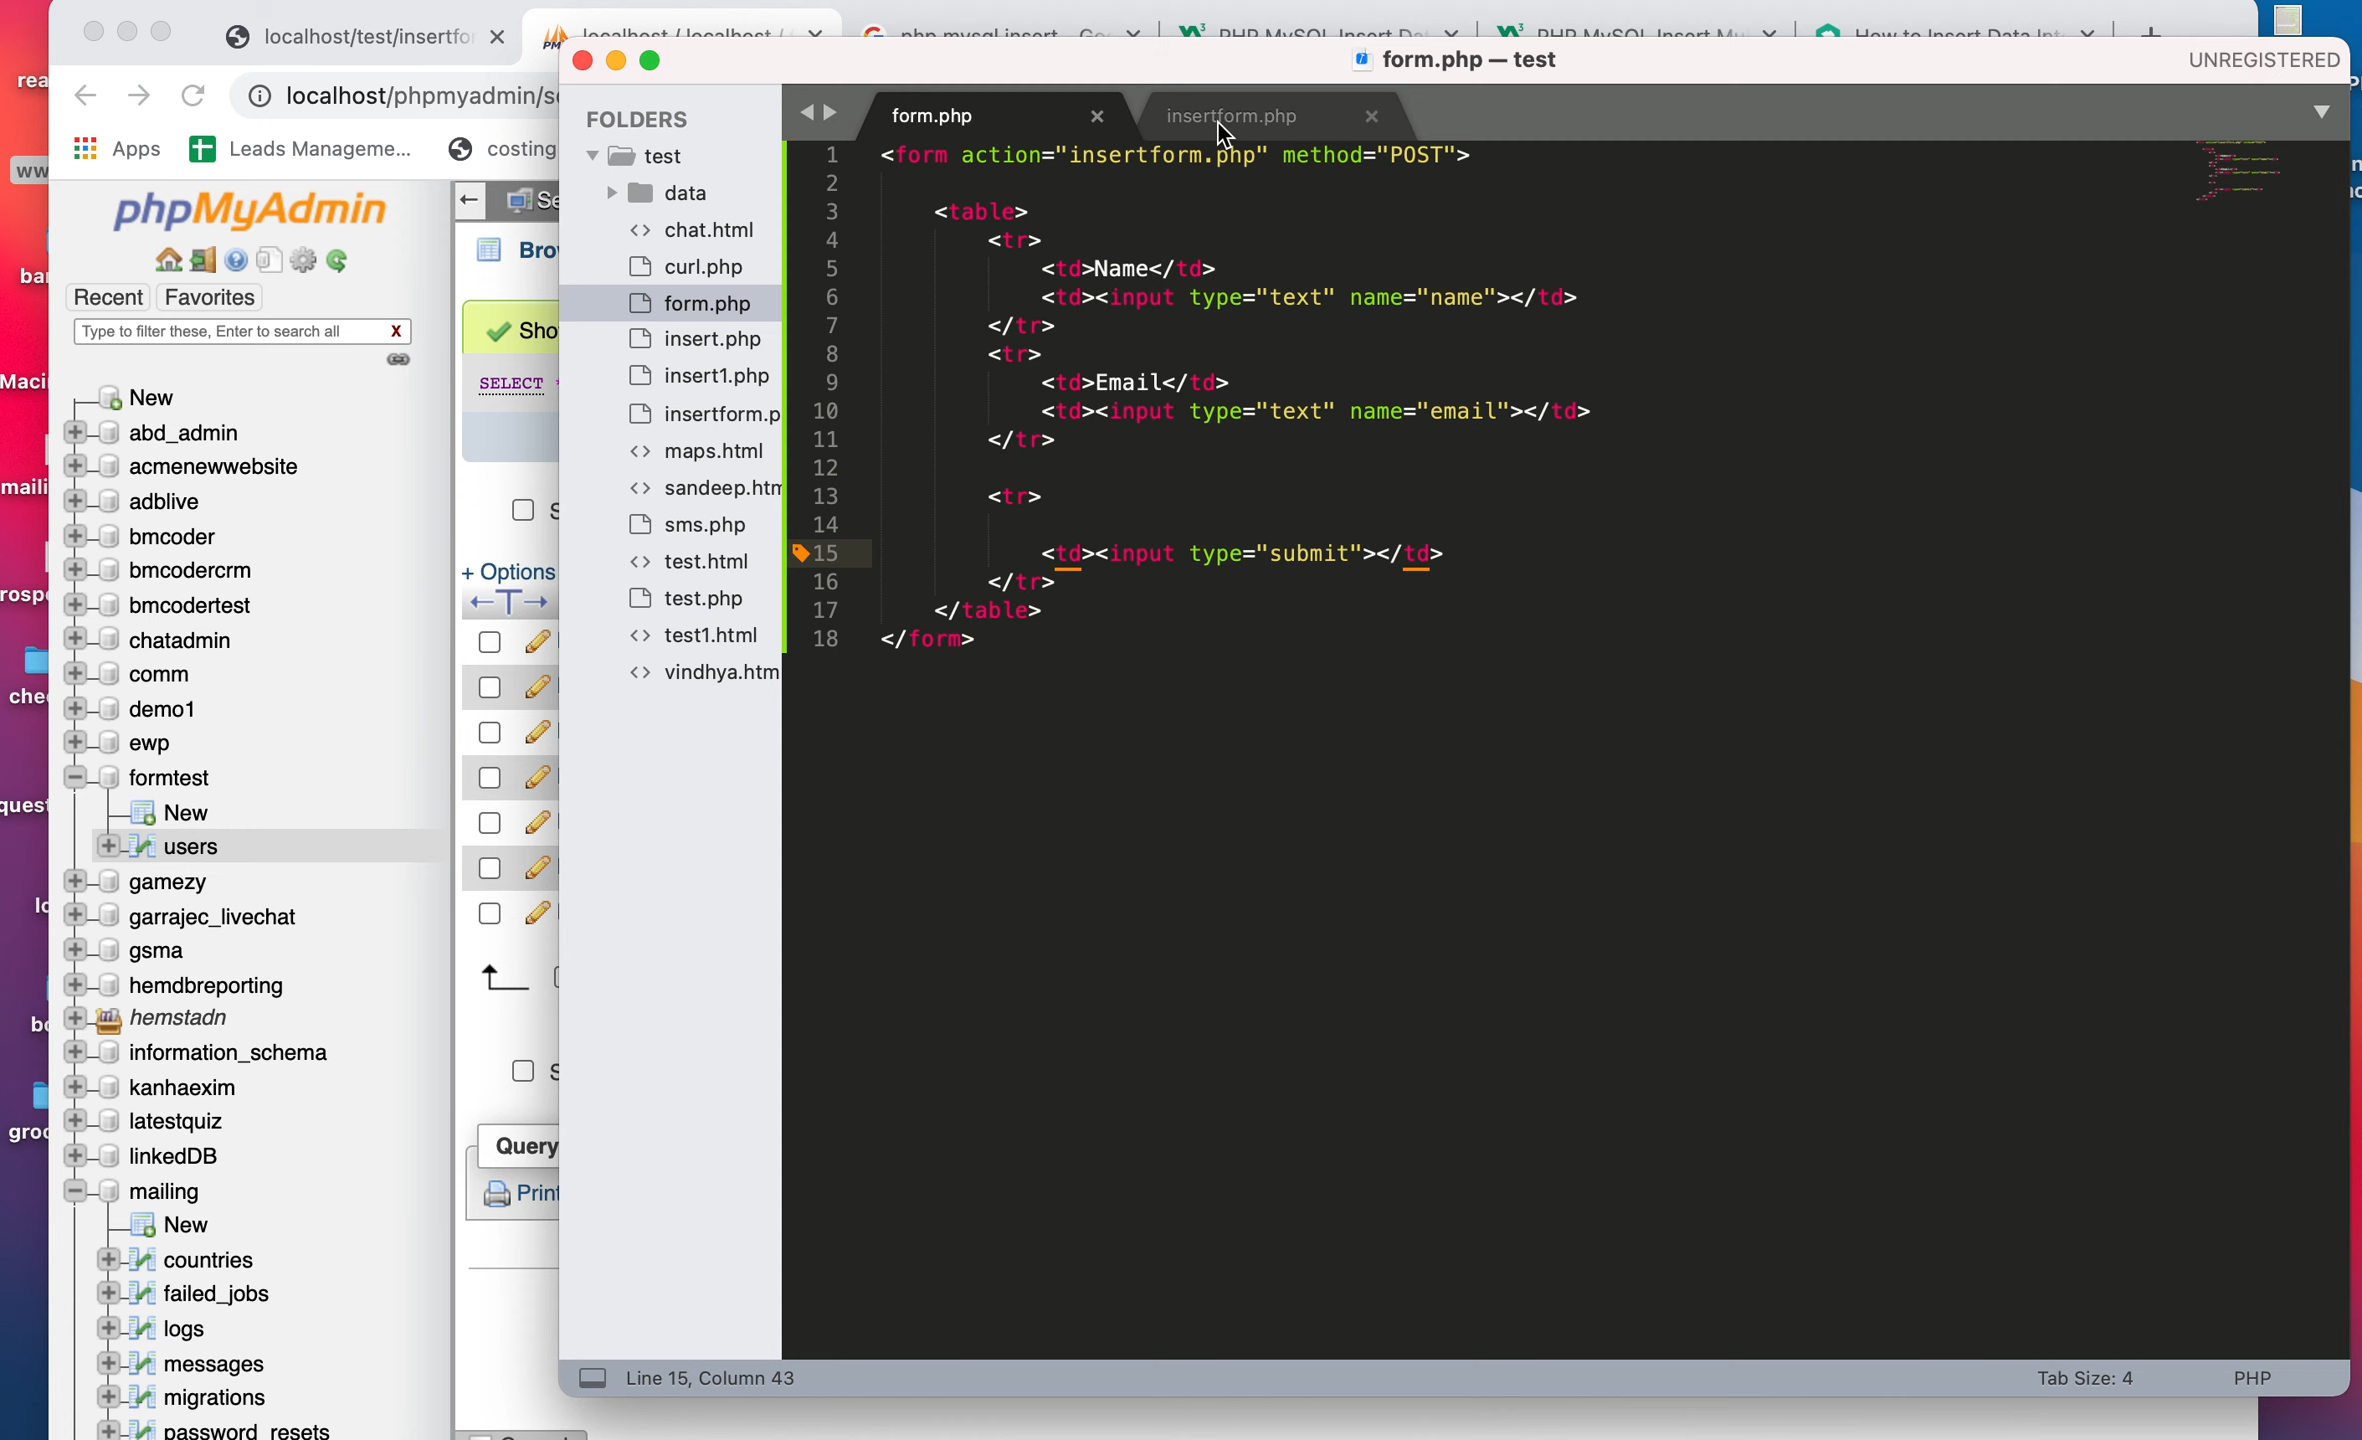 localhost/test/insertfo
form.php — test
UNREGISTERED
localhost/phpmyadmin/s
Apps
Leads Manageme...
costing
phpMyAdmin
Recent
Favorites
Type to filter these, Enter to search all X
New
abd_admin
acmenewwebsite
adblive
bmcoder
bmcodercrm
bmcodertest
chatadmin
comm
demo1
ewp
formtest
New
users
gamezy
garrajec_livechat
gsma
hemdbreporting
hemstadn
information_schema
kanhaexim
latestquiz
linkedDB
mailing
New
countries
failed_jobs
logs
messages
migrations
password_resets
Se
Bro
Sho
SELECT
+ Options
Query
Print
FOLDERS
test
data
chat.html
curl.php
form.php
insert.php
insert1.php
insertform.p
maps.html
sandeep.htm
sms.php
test.html
test.php
test1.html
vindhya.htm
form.php
insertform.php
1 <form action="insertform.php" method="POST">
2
3 <table>
4 <tr>
5 <td>Name</td>
6 <td><input type="text" name="name"></td>
7 </tr>
8 <tr>
9 <td>Email</td>
10 <td><input type="text" name="email"></td>
11 </tr>
12
13 <tr>
14
15 <td><input type="submit"></td>
16 </tr>
17 </table>
18 </form>
Line 15, Column 43
Tab Size: 4
PHP